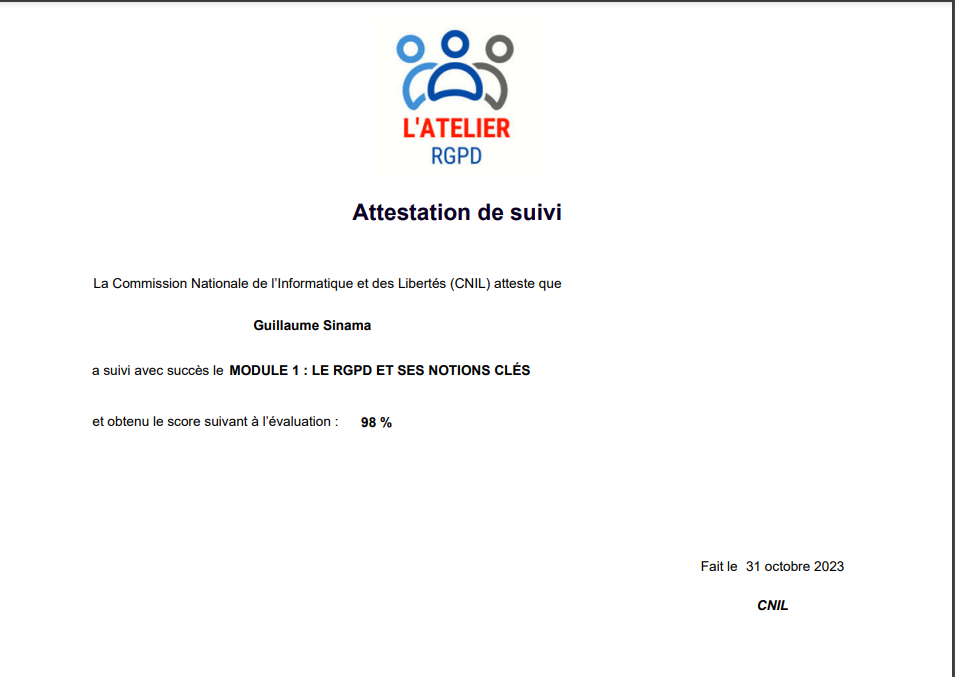 L'ATELIER
RGPD
Attestation de suivi
La Commission Nationale de l'Informatique et des Libertés (CNIL) atteste que
Guillaume Sinama
a suivi avec succès le MODULE 1 : LE RGPD ET SES NOTIONS CLÉS
et obtenu le score suivant à l'évaluation : 98 %
Fait le 31 octobre 2023
CNIL